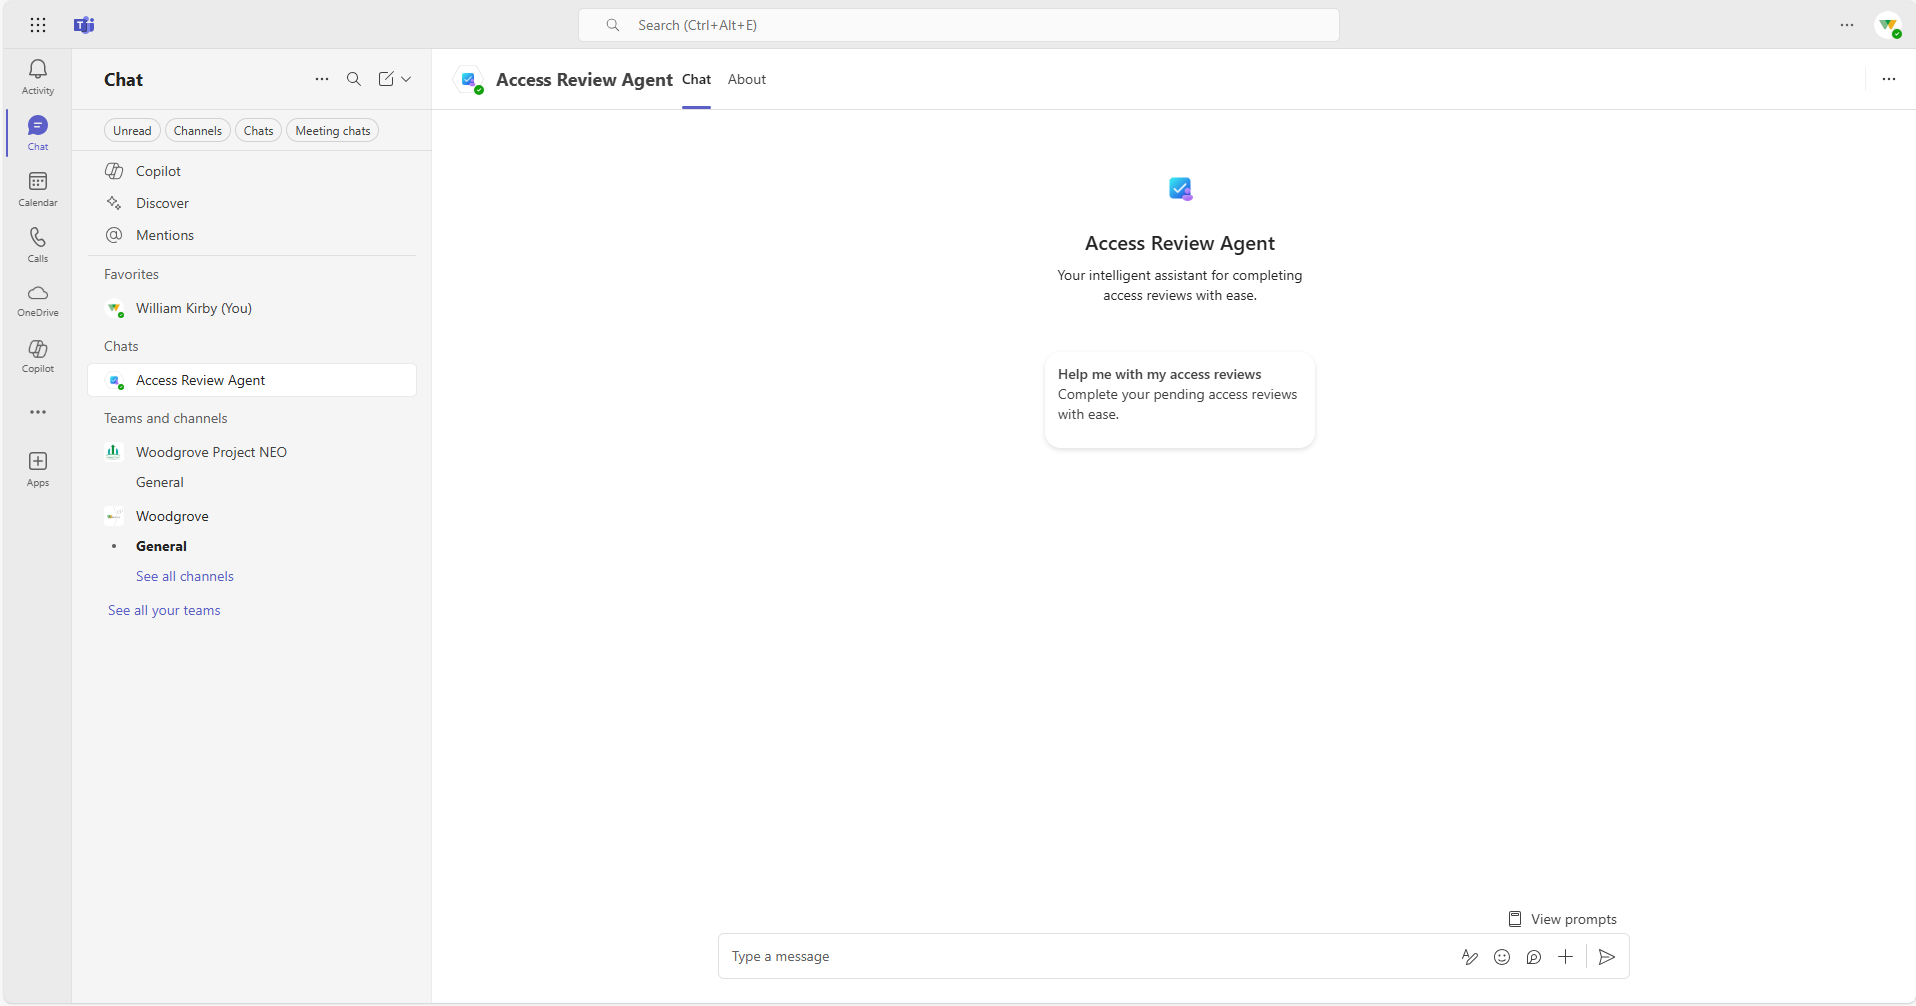 Search (Ctrl+Alt+E)
Activity
Chat
Calendar
Calls
OneDrive
Copilot
Apps
Chat
Unread
Channels
Chats
Meeting chats
Copilot
Discover
Mentions
Favorites
William Kirby (You)
Chats
Access Review Agent
Teams and channels
Woodgrove Project NEO
General
Woodgrove
General
See all channels
See all your teams
Access Review Agent
Chat
About
Access Review Agent
Your intelligent assistant for completing
access reviews with ease.
Help me with my access reviews
Complete your pending access reviews
with ease.
View prompts
Type a message